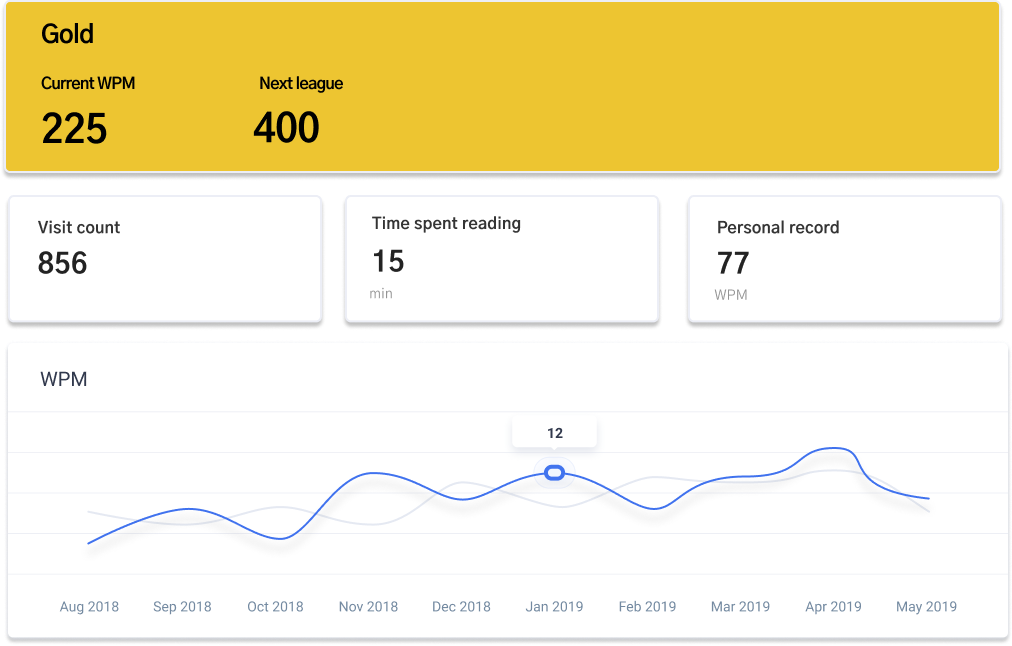 Gold
Current WPM Next league
225 400
Visit count
856
Time spent reading
15
min
Personal record
77
WPM
WPM
12
Aug 2018 Sep 2018 Oct 2018 Nov 2018 Dec 2018 Jan 2019 Feb 2019 Mar 2019 Apr 2019 May 2019